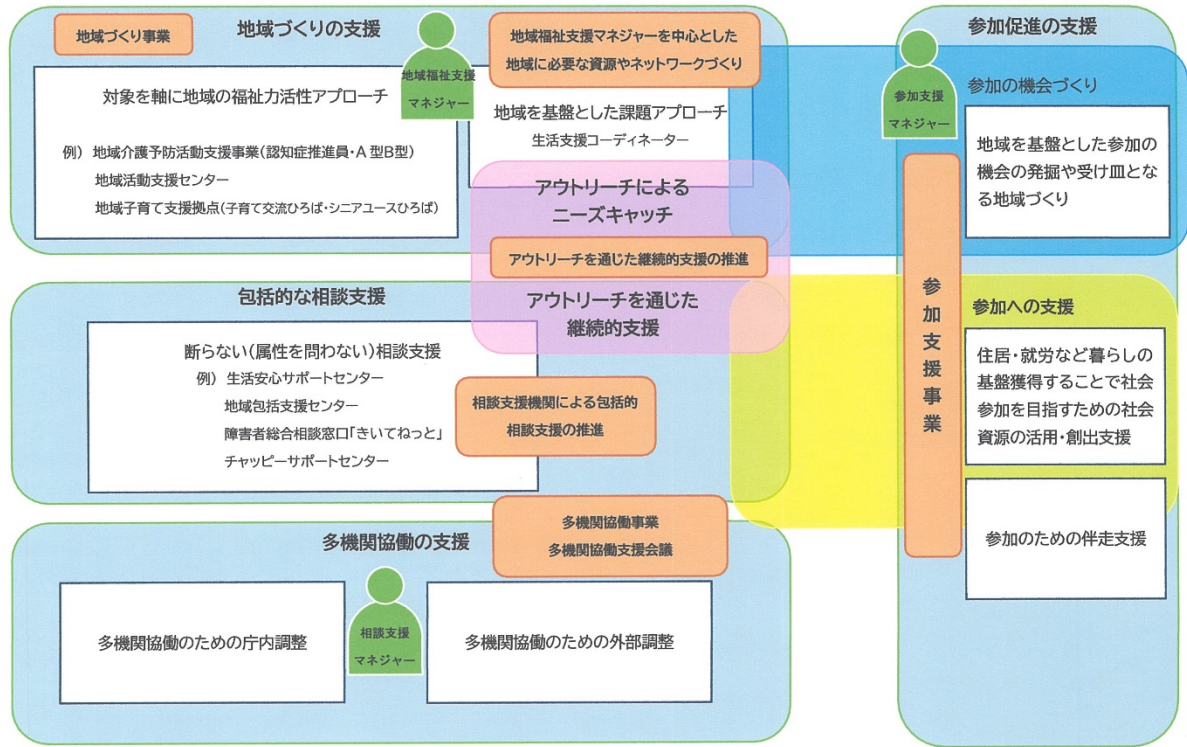 地域づくりの支援
地域づくり事業
地域福祉支援
マネジャー
地域福祉支援マネジャーを中心とした
地域に必要な資源やネットワークづくり
対象を軸に地域の福祉力活性アプローチ
例) 地域介護予防活動支援事業(認知症推進員・A型B型)
地域活動支援センター
地域子育て支援拠点(子育て交流ひろば・シニアユースひろば)
地域を基盤とした課題アプローチ
生活支援コーディネーター
アウトリーチによる
ニーズキャッチ
アウトリーチを通じた継続的支援の推進
アウトリーチを通じた
継続的支援
包括的な相談支援
断らない(属性を問わない)相談支援
例) 生活安心サポートセンター
地域包括支援センター
障害者総合相談窓口「きいてねっと」
チャッピーサポートセンター
相談支援機関による包括的
相談支援の推進
多機関協働の支援
多機関協働事業
多機関協働支援会議
多機関協働のための庁内調整
相談支援
マネジャー
多機関協働のための外部調整
参加促進の支援
参加支援
マネジャー
参加の機会づくり
地域を基盤とした参加の
機会の発掘や受け皿とな
る地域づくり
参加支援事業
参加への支援
住居・就労など暮らしの
基盤獲得することで社会
参加を目指すための社会
資源の活用・創出支援
参加のための伴走支援